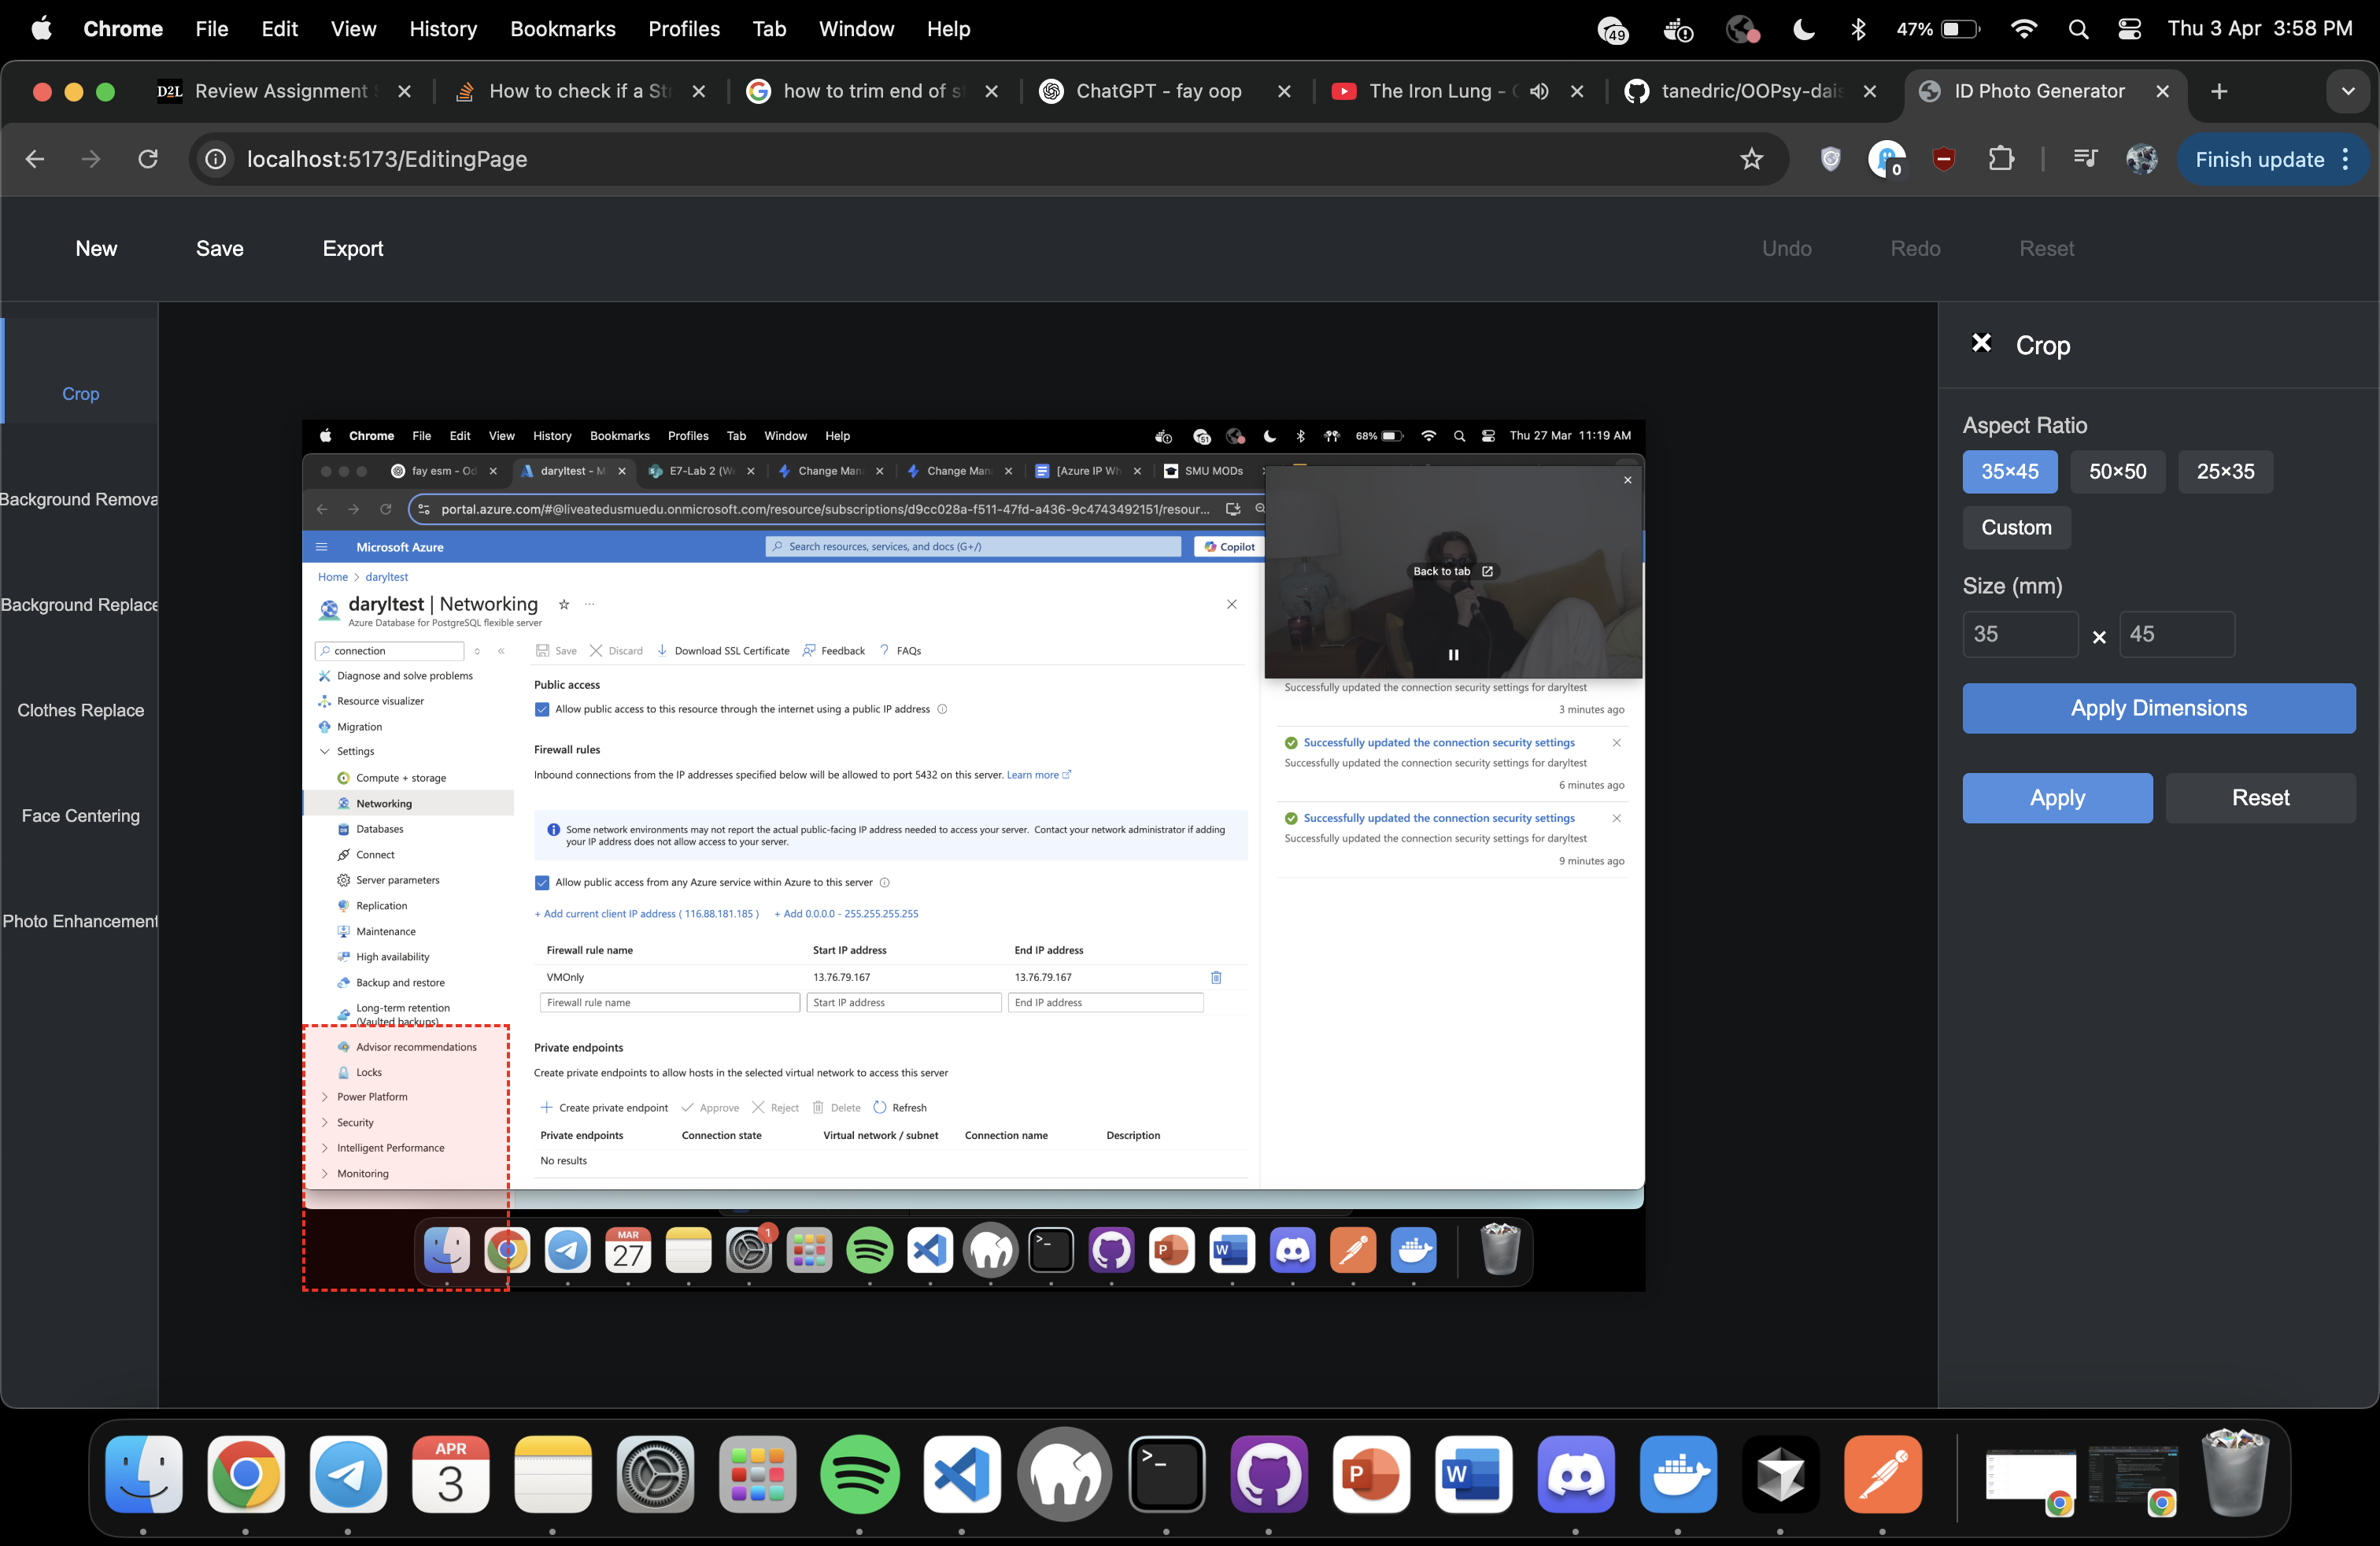 Chrome File Edit View History Bookmarks Profiles Tab Window Help 49 47% Thu 3 Apr 3:58 PM
D2L Review Assignment How to check if a Str how to trim end of s ChatGPT - fay oop The Iron Lung - tanedric/OOPsy-dais ID Photo Generator
localhost:5173/EditingPage 0 Finish update
New Save Export Undo Redo Reset
Crop
Background Remova
Background Replace
Clothes Replace
Face Centering
Photo Enhancement
Chrome File Edit View History Bookmarks Profiles Tab Window Help 68% Thu 27 Mar 11:19 AM
fay esm - Od daryltest - M E7-Lab 2 (We Change Man Change Man [Azure IP Wh SMU MODs
portal.azure.com/#@liveatedusmuedu.onmicrosoft.com/resource/subscriptions/d9cc028a-f511-47fd-a436-9c4743492151/resour...
Microsoft Azure Search resources, services, and docs (G+/) Copilot
Home > daryltest
daryltest | Networking
Azure Database for PostgreSQL flexible server
connection
Diagnose and solve problems
Resource visualizer
Migration
Settings
Compute + storage
Networking
Databases
Connect
Server parameters
Replication
Maintenance
High availability
Backup and restore
Long-term retention
(Vaulted backups)
Advisor recommendations
Locks
Power Platform
Security
Intelligent Performance
Monitoring
Save Discard Download SSL Certificate Feedback FAQs
Public access
Allow public access to this resource through the internet using a public IP address
Firewall rules
Inbound connections from the IP addresses specified below will be allowed to port 5432 on this server. Learn more
Some network environments may not report the actual public-facing IP address needed to access your server. Contact your network administrator if adding
your IP address does not allow access to your server.
Allow public access from any Azure service within Azure to this server
+ Add current client IP address ( 116.88.181.185 ) + Add 0.0.0.0 - 255.255.255.255
Firewall rule name Start IP address End IP address
VMOnly 13.76.79.167 13.76.79.167
Firewall rule name Start IP address End IP address
Private endpoints
Create private endpoints to allow hosts in the selected virtual network to access this server
Create private endpoint Approve Reject Delete Refresh
Private endpoints Connection state Virtual network / subnet Connection name Description
No results
Back to tab
Successfully updated the connection security settings for daryltest
3 minutes ago
Successfully updated the connection security settings
Successfully updated the connection security settings for daryltest
6 minutes ago
Successfully updated the connection security settings
Successfully updated the connection security settings for daryltest
9 minutes ago
MAR
27
1
P
W
Crop
Aspect Ratio
35×45 50×50 25×35
Custom
Size (mm)
35 × 45
Apply Dimensions
Apply Reset
APR
3
P
W